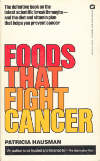 The definitive book on the
latest scientific breakthroughs—
and the diet and vitamin plan
that helps you prevent cancer
FOODS
THAT
FIGHT
CANCER
PATRICIA HAUSMAN